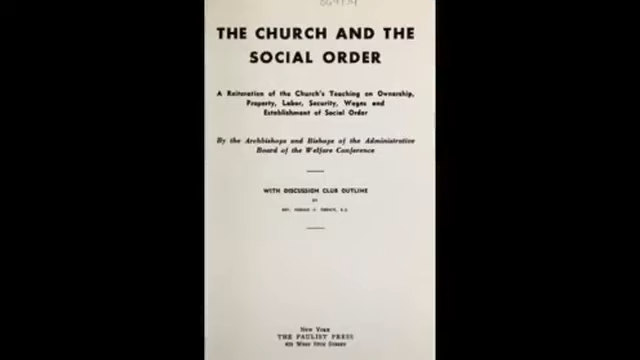 THE CHURCH AND THE
SOCIAL ORDER
A Reiteration of the Church's Teaching on Ownership,
Property, Labor, Security, Wages and
Establishment of Social Order
By the Archbishops and Bishops of the Administrative
Board of the Welfare Conference
WITH DISCUSSION CLUB OUTLINE
BY
REV.
New York
THE PAULIST PRESS
401 West 59th Street